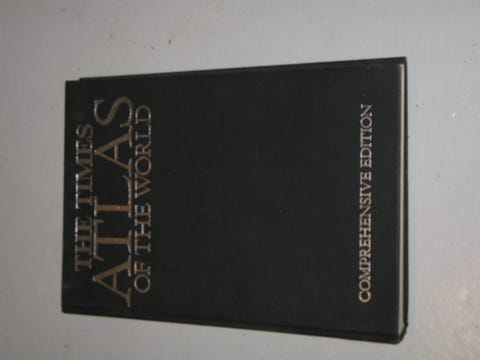 THE TIMES
ATLAS
OF THE WORLD
COMPREHENSIVE EDITION